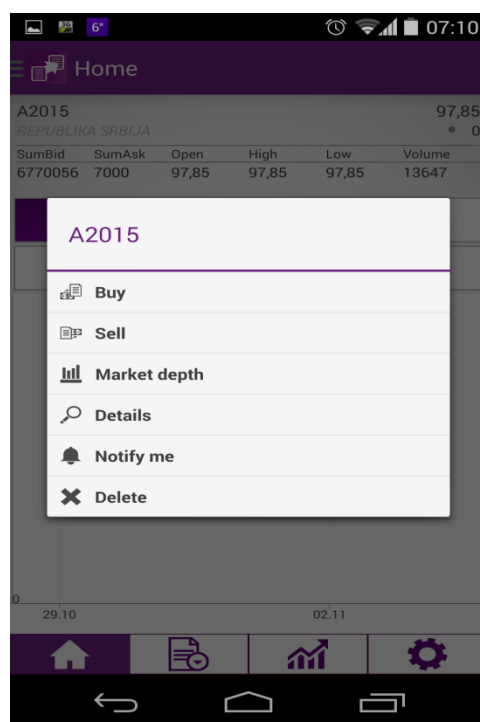 6°
07:10
Home
A2015 97,85
REPUBLIKA SRBIJA 0
SumBid SumAsk Open High Low Volume
6770056 7000 97,85 97,85 97,85 13647
A2015
Buy
Sell
Market depth
Details
Notify me
Delete
0
29.10 02.11